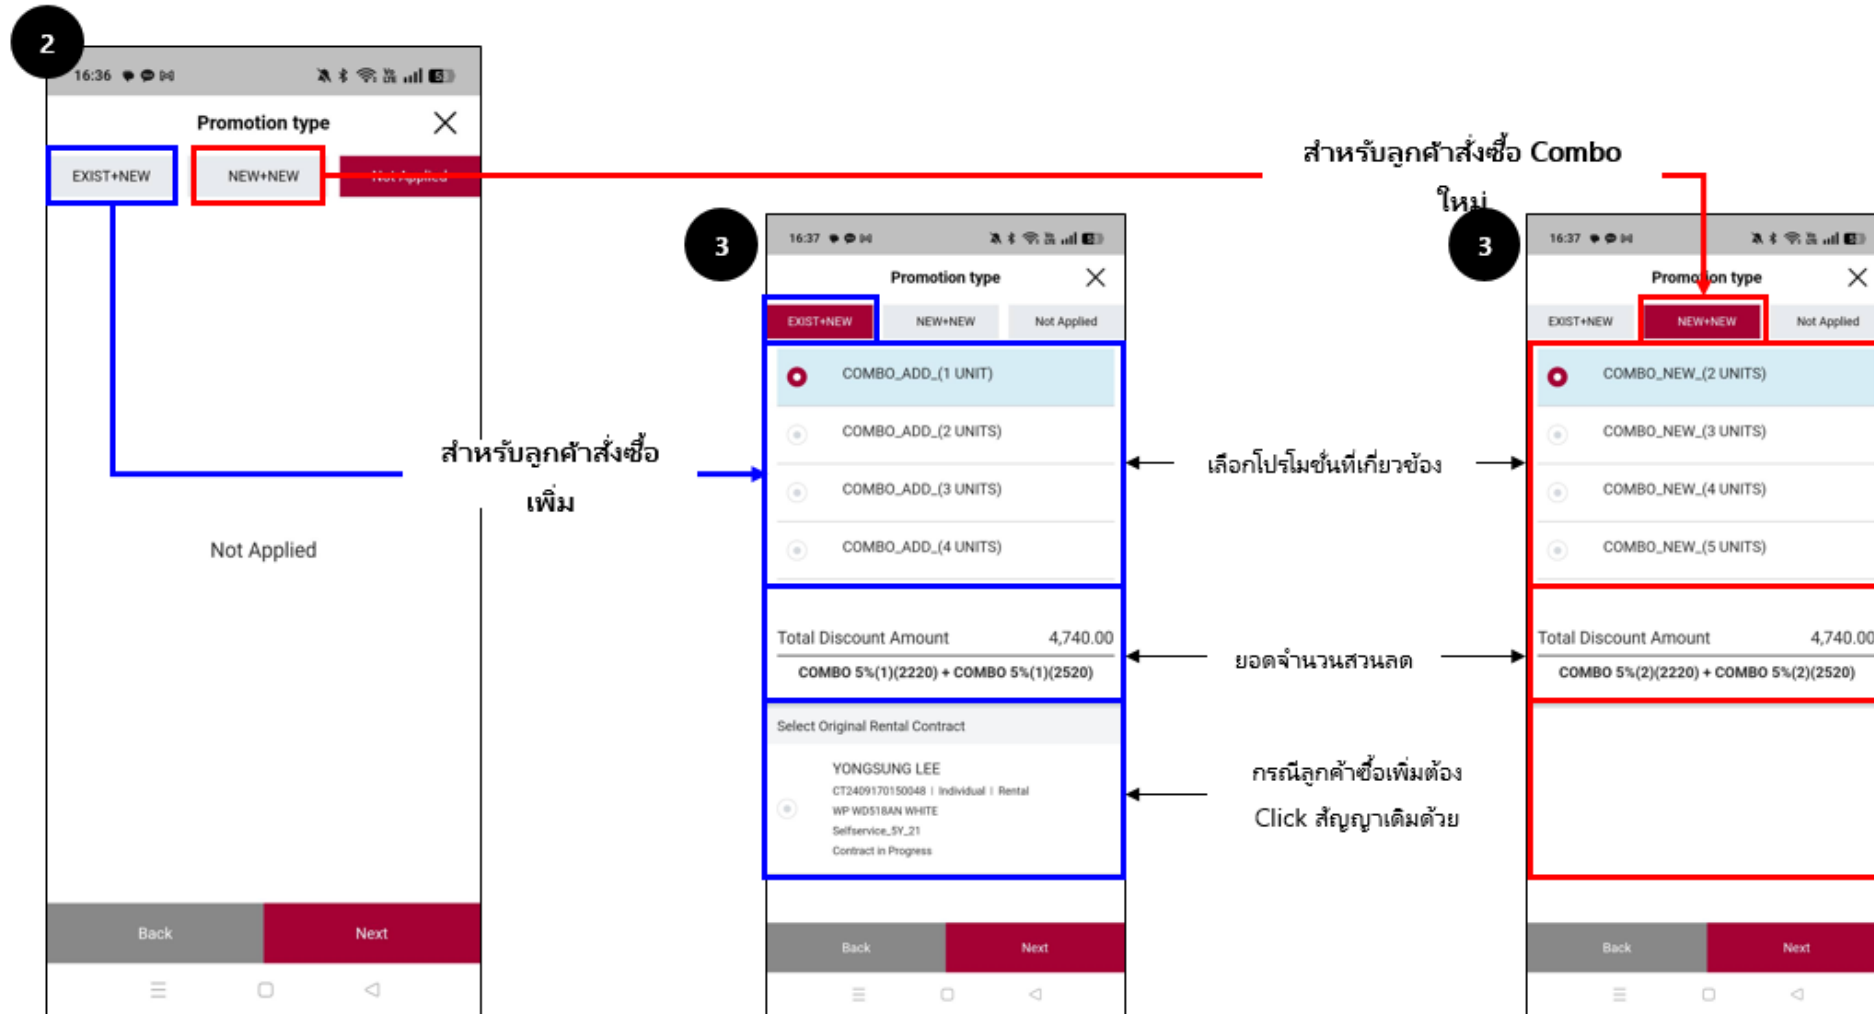 2
16:36
Promotion type
EXIST+NEW
NEW+NEW
Not Applied
Not Applied
Back
Next
สำหรับลูกค้าสั่งซื้อ
เพิ่ม
3
16:37
Promotion type
EXIST+NEW
NEW+NEW
Not Applied
COMBO_ADD_(1 UNIT)
COMBO_ADD_(2 UNITS)
COMBO_ADD_(3 UNITS)
COMBO_ADD_(4 UNITS)
Total Discount Amount 4,740.00
COMBO 5%(1)(2220) + COMBO 5%(1)(2520)
Select Original Rental Contract
YONGSUNG LEE
CT2409170150048 | Individual | Rental
WP WD518AN WHITE
Selfservice_5Y_21
Contract in Progress
Back
Next
เลือกโปรโมชั่นที่เกี่ยวข้อง
ยอดจำนวนส่วนลด
กรณีลูกค้าซื้อเพิ่มต้อง
Click สัญญาเดิมด้วย
สำหรับลูกค้าสั่งซื้อ Combo
ใหม่
3
16:37
Promotion type
EXIST+NEW
NEW+NEW
Not Applied
COMBO_NEW_(2 UNITS)
COMBO_NEW_(3 UNITS)
COMBO_NEW_(4 UNITS)
COMBO_NEW_(5 UNITS)
Total Discount Amount 4,740.00
COMBO 5%(2)(2220) + COMBO 5%(2)(2520)
Back
Next